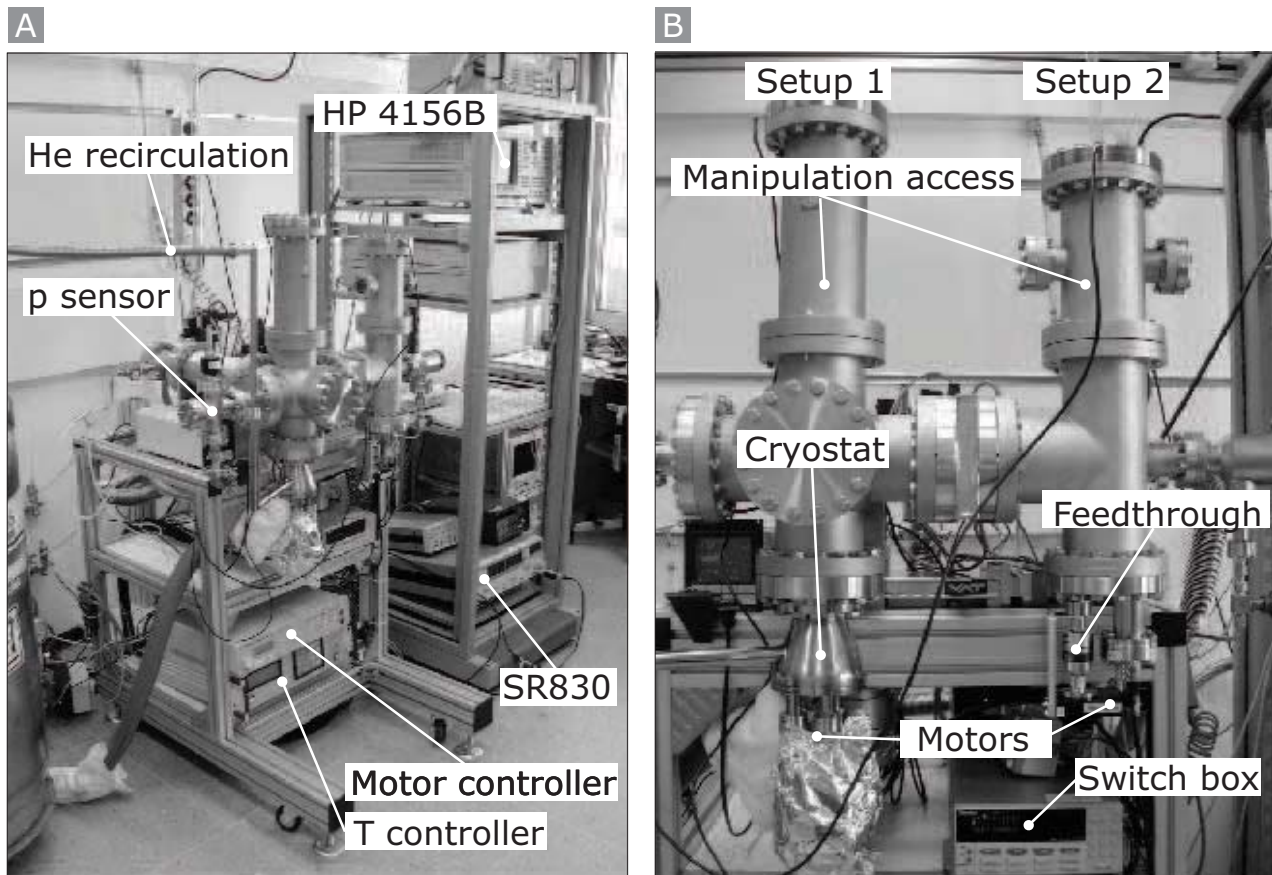 A
HP 4156B
He recirculation
p sensor
SR830
Motor controller
T controller
B
Setup 1
Setup 2
Manipulation access
Cryostat
Feedthrough
Motors
Switch box